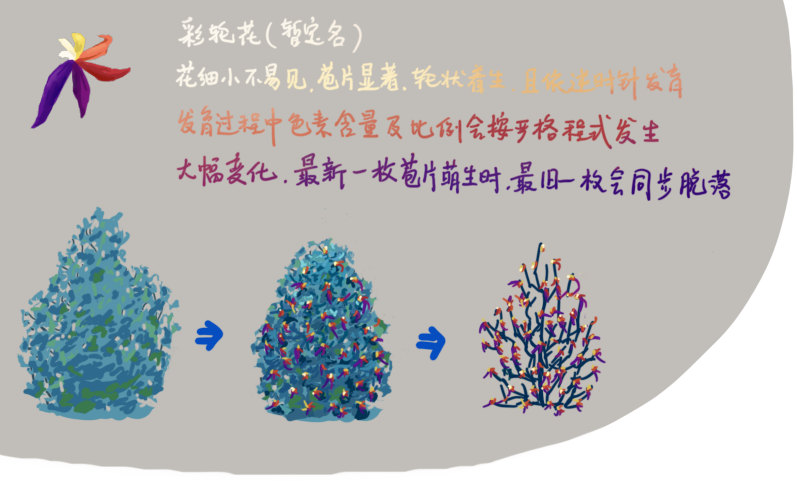 彩轮花(暂定名)
花细小不易见,苞片显著,轮状着生,且依逆时针发育
发育过程中色素含量及比例会按严格程式发生
大幅变化,最新一枚苞片萌生时,最旧一枚会同步脱落